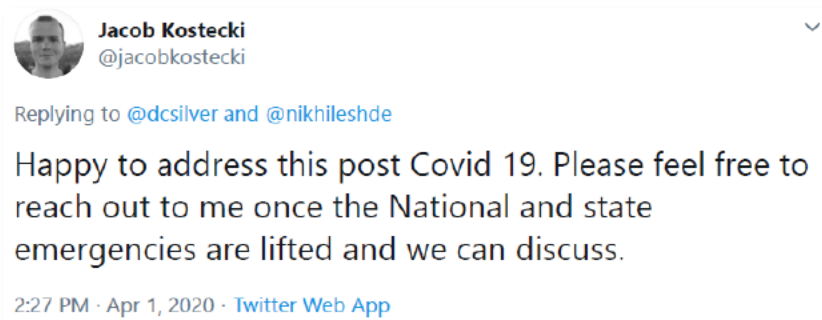 Jacob Kostecki
@jacobkostecki
Replying to @dcsilver and @nikhileshde
Happy to address this post Covid 19. Please feel free to
reach out to me once the National and state
emergencies are lifted and we can discuss.
2:27 PM · Apr 1, 2020 · Twitter Web App